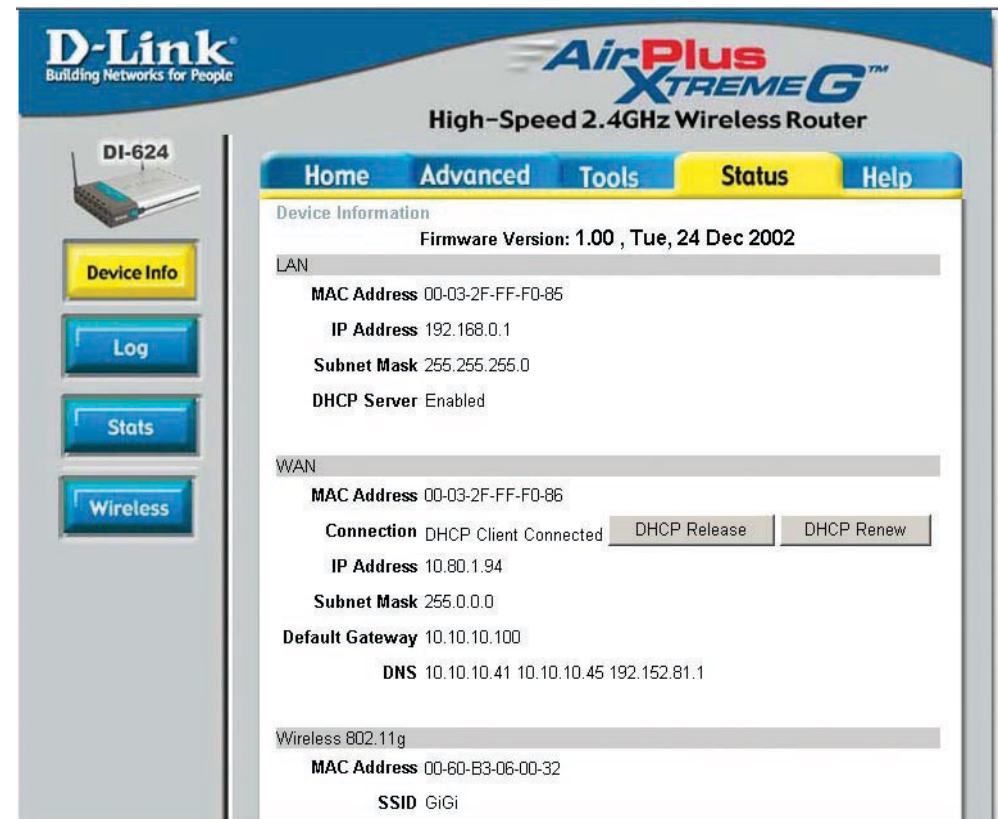 D-Link
Building Networks for People
AirPlus
XTREME G™
High-Speed 2.4GHz Wireless Router
DI-624
Home Advanced Tools Status Help
Device Info
Log
Stats
Wireless
Device Information
Firmware Version: 1.00 , Tue, 24 Dec 2002
LAN
MAC Address 00-03-2F-FF-F0-85
IP Address 192.168.0.1
Subnet Mask 255.255.255.0
DHCP Server Enabled
WAN
MAC Address 00-03-2F-FF-F0-86
Connection DHCP Client Connected DHCP Release DHCP Renew
IP Address 10.80.1.94
Subnet Mask 255.0.0.0
Default Gateway 10.10.10.100
DNS 10.10.10.41 10.10.10.45 192.152.81.1
Wireless 802.11g
MAC Address 00-60-B3-06-00-32
SSID GiGi